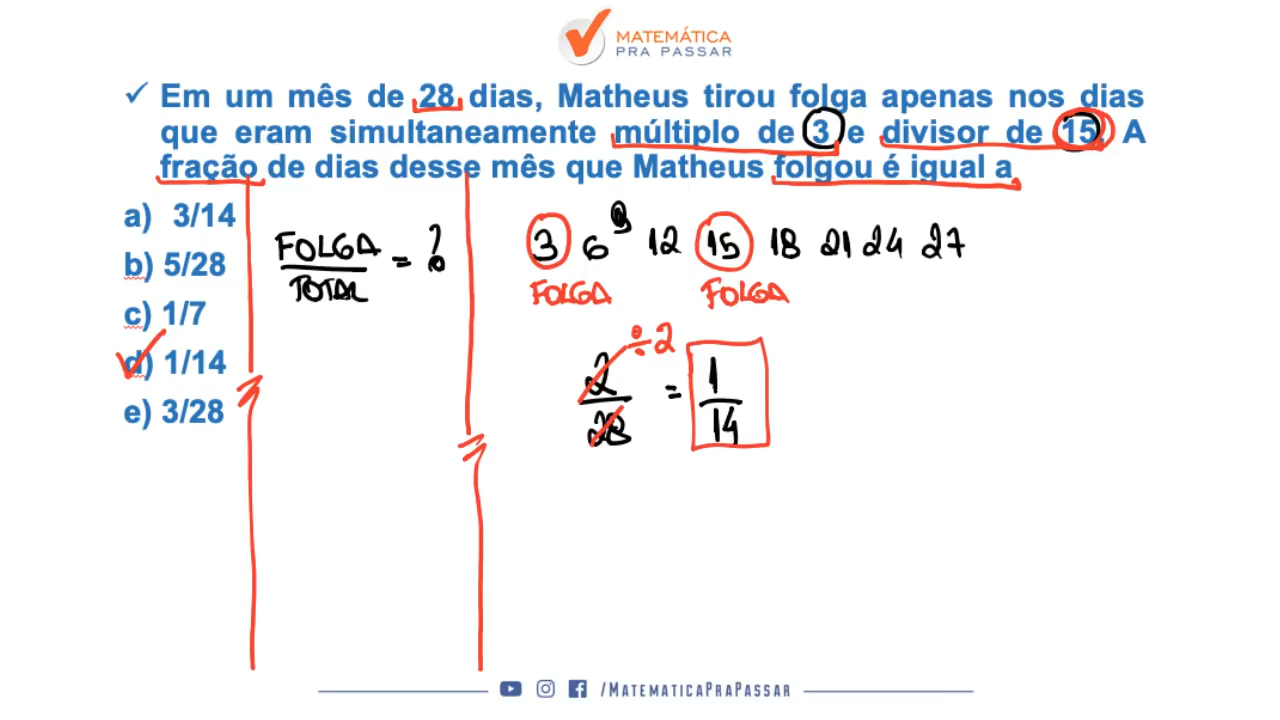 MATEMÁTICA
PRA PASSAR
✓ Em um mês de 28 dias, Matheus tirou folga apenas nos dias
que eram simultaneamente múltiplo de 3 e divisor de 15. A
fração de dias desse mês que Matheus folgou é igual a
a) 3/14
b) 5/28
c) 1/7
d) 1/14
e) 3/28
FOLGA
TOTAL
= ?
3 6 9 12 15 18 21 24 27
FOLGA FOLGA
÷2
2
28
=
1
14
/MATEMATICAPRAPASSAR